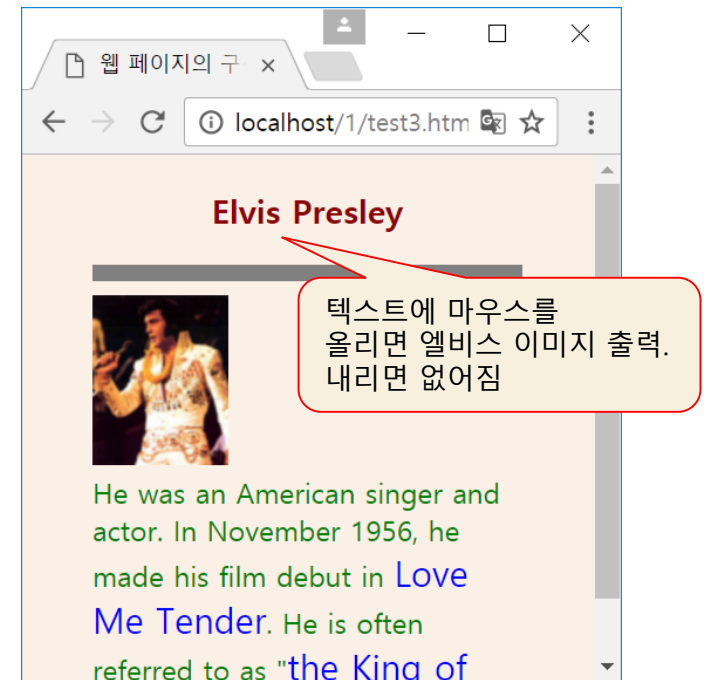 웹 페이지의 구
localhost/1/test3.htm
Elvis Presley
텍스트에 마우스를
올리면 엘비스 이미지 출력.
내리면 없어짐
He was an American singer and
actor. In November 1956, he
made his film debut in Love
Me Tender. He is often
referred to as "the King of